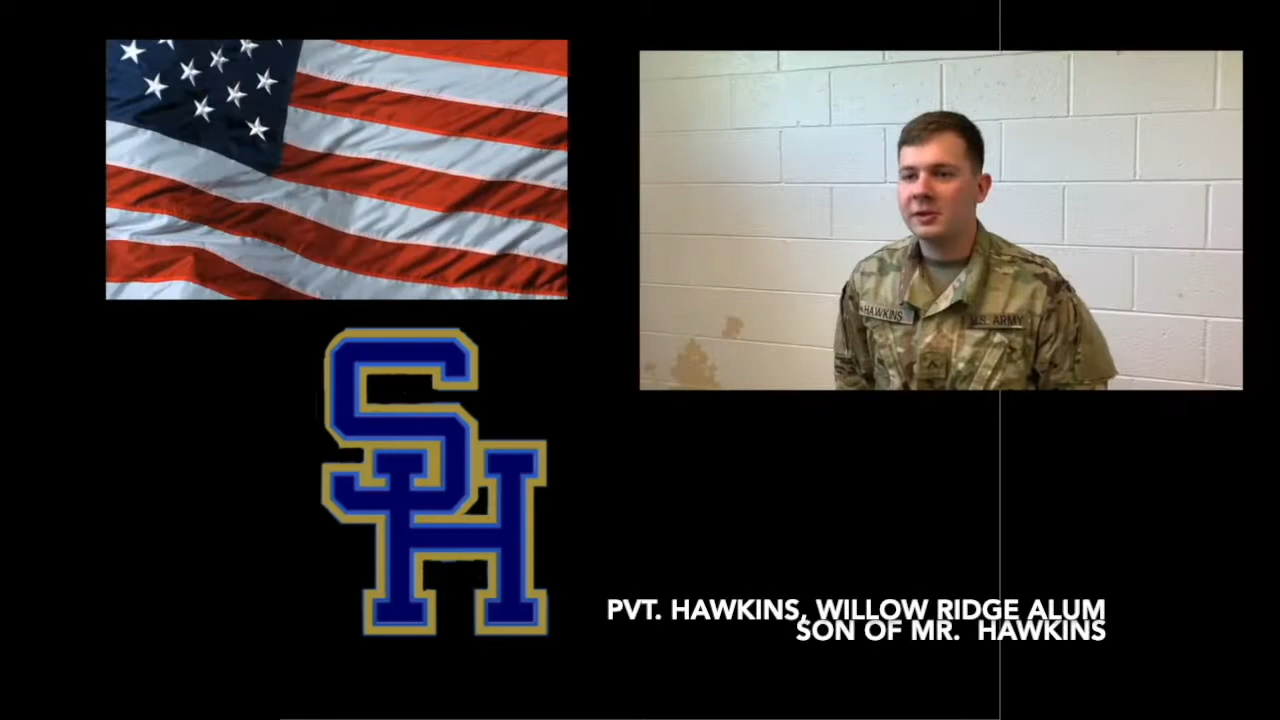 HAWKINS
U.S. ARMY
SH
PVT. HAWKINS, WILLOW RIDGE ALUM
SON OF MR.  HAWKINS